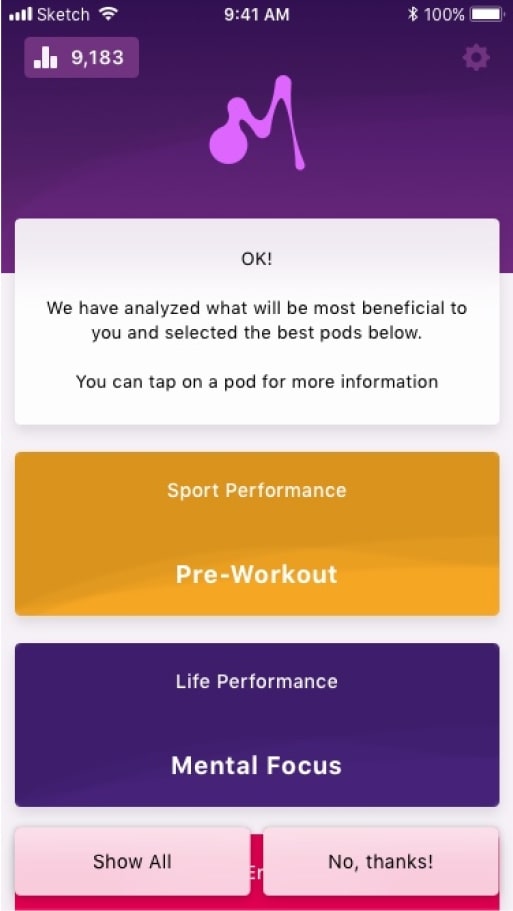 Sketch 9:41 AM 100%
9,183
OK!
We have analyzed what will be most beneficial to
you and selected the best pods below.
You can tap on a pod for more information
Sport Performance
Pre-Workout
Life Performance
Mental Focus
Show All
No, thanks!